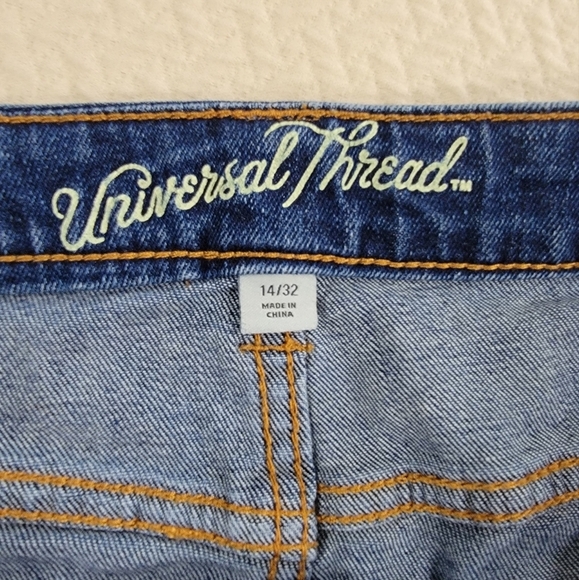 Universal Thread™
14/32
MADE IN
CHINA